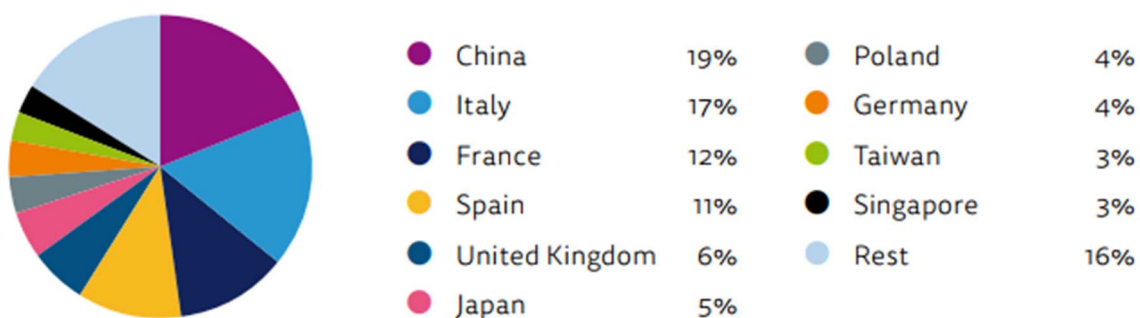 China 19%
Italy 17%
France 12%
Spain 11%
United Kingdom 6%
Japan 5%
Poland 4%
Germany 4%
Taiwan 3%
Singapore 3%
Rest 16%